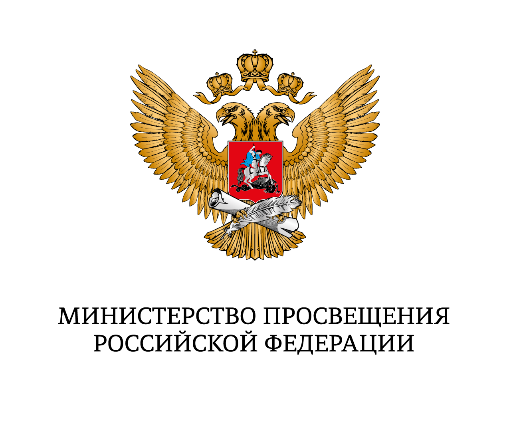 МИНИСТЕРСТВО ПРОСВЕЩЕНИЯ
РОССИЙСКОЙ ФЕДЕРАЦИИ